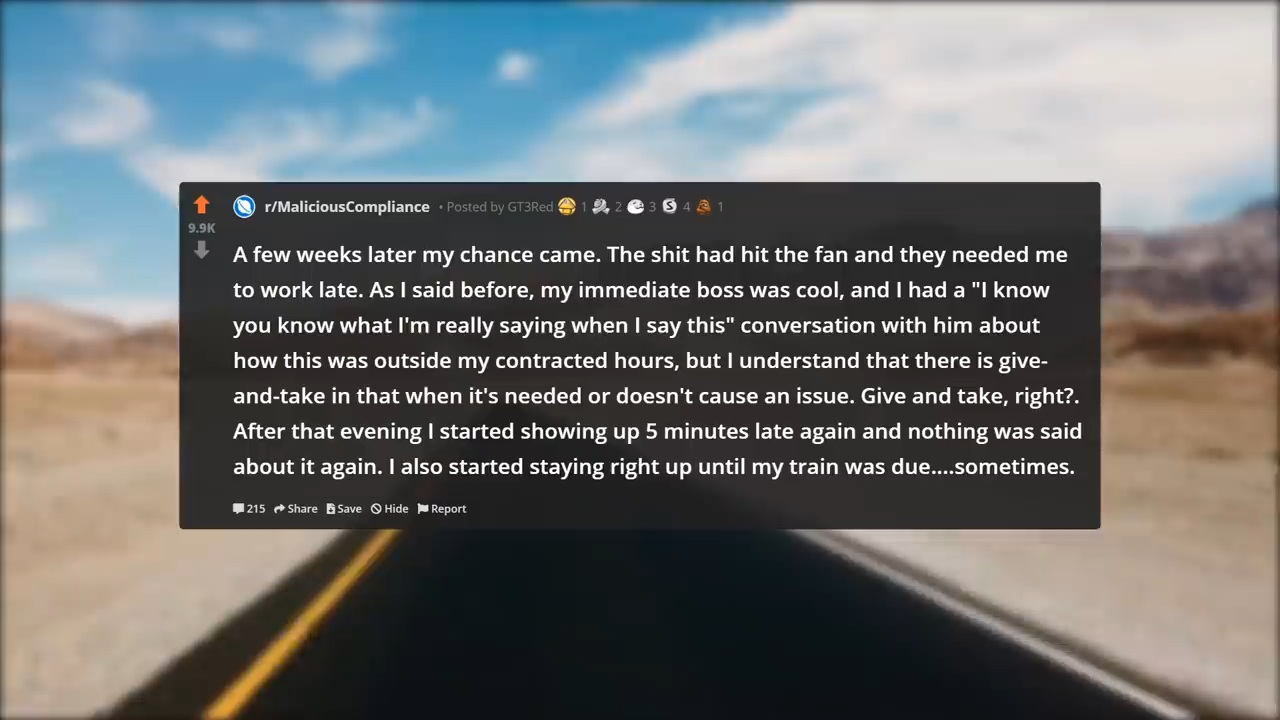 r/MaliciousCompliance • Posted by GT3Red 1 2 3 4 1
9.9K
A few weeks later my chance came. The shit had hit the fan and they needed me
to work late. As I said before, my immediate boss was cool, and I had a "I know
you know what I'm really saying when I say this" conversation with him about
how this was outside my contracted hours, but I understand that there is give-
and-take in that when it's needed or doesn't cause an issue. Give and take, right?.
After that evening I started showing up 5 minutes late again and nothing was said
about it again. I also started staying right up until my train was due....sometimes.
215 Share Save Hide Report